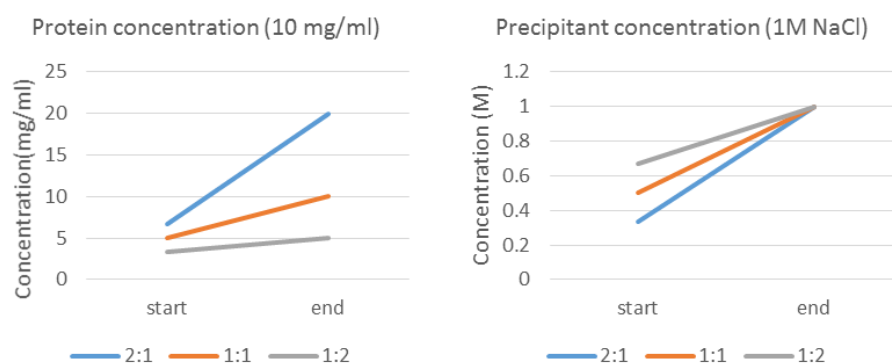 Protein concentration (10 mg/ml)
Concentration(mg/ml)
25
20
15
10
5
0
start end
2:1 1:1 1:2
Precipitant concentration (1M NaCl)
Concentration (M)
1.2
1
0.8
0.6
0.4
0.2
0
start end
2:1 1:1 1:2